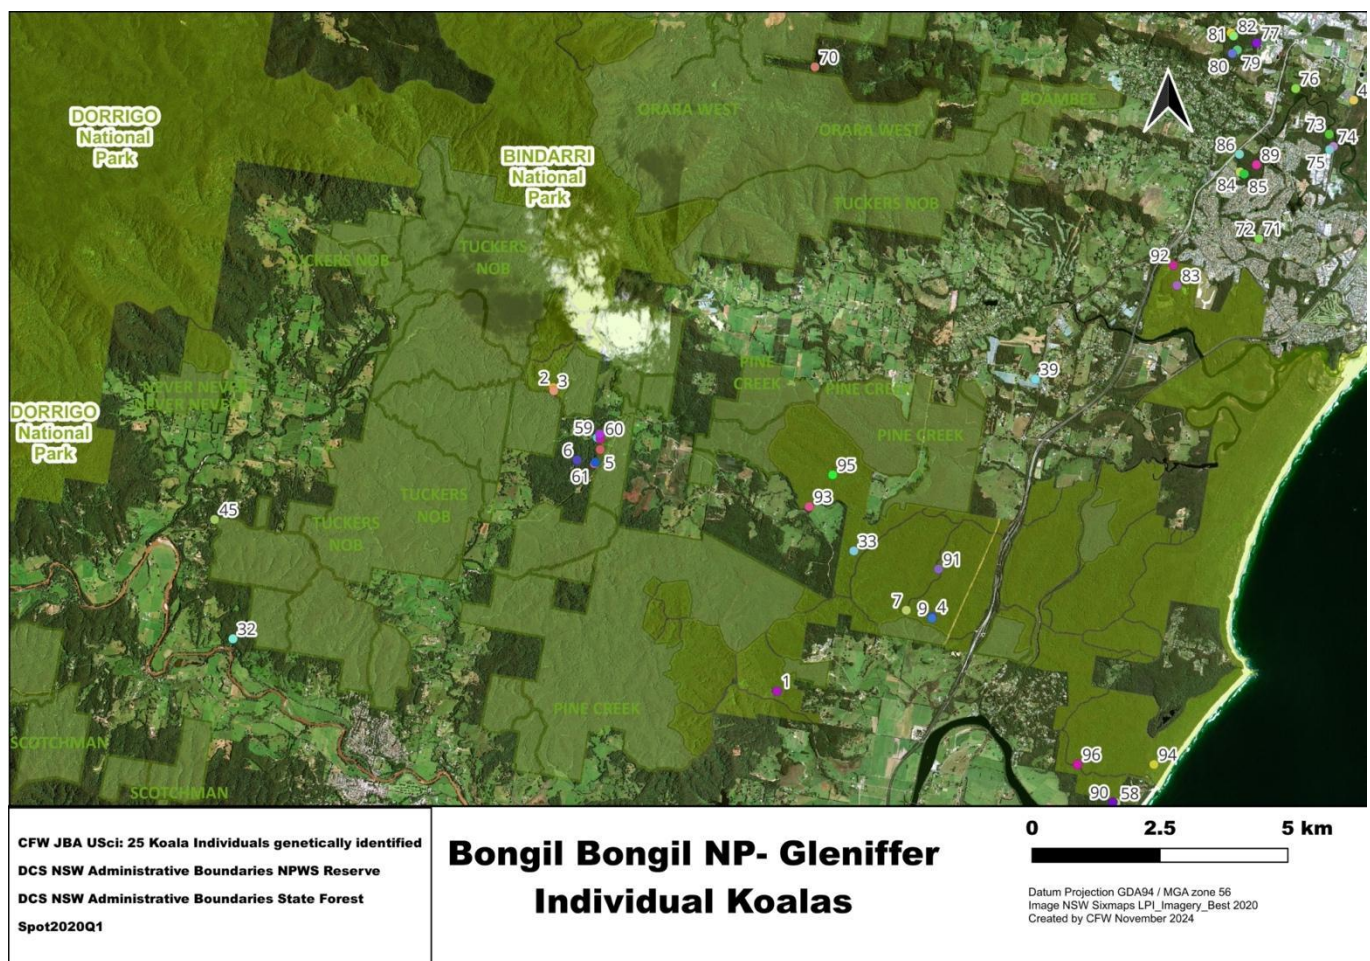 81
82
77
80
79
70
76
4
DORRIGO
National
Park
ORARA WEST
BOAMBEE
ORARA WEST
73
74
75
86
89
84
85
BINDARRI
National
Park
TUCKERS NOB
72
71
TUCKERS NOB
TUCKERS
NOB
92
83
PINE
CREEK
PINE CREEK
39
NEVER NEVER
NEVER NEVER
2
3
DORRIGO
National
Park
59
60
PINE CREEK
6
5
61
95
93
TUCKERS
NOB
45
TUCKERS
NOB
33
91
7
9
4
32
1
PINE CREEK
SCOTCHMAN
96
94
SCOTCHMAN
90
58
CFW JBA USci: 25 Koala Individuals genetically identified
DCS NSW Administrative Boundaries NPWS Reserve
DCS NSW Administrative Boundaries State Forest
Spot2020Q1
Bongil Bongil NP- Gleniffer
Individual Koalas
0 2.5 5 km
Datum Projection GDA94 / MGA zone 56
Image NSW Sixmaps LPI_Imagery_Best 2020
Created by CFW November 2024